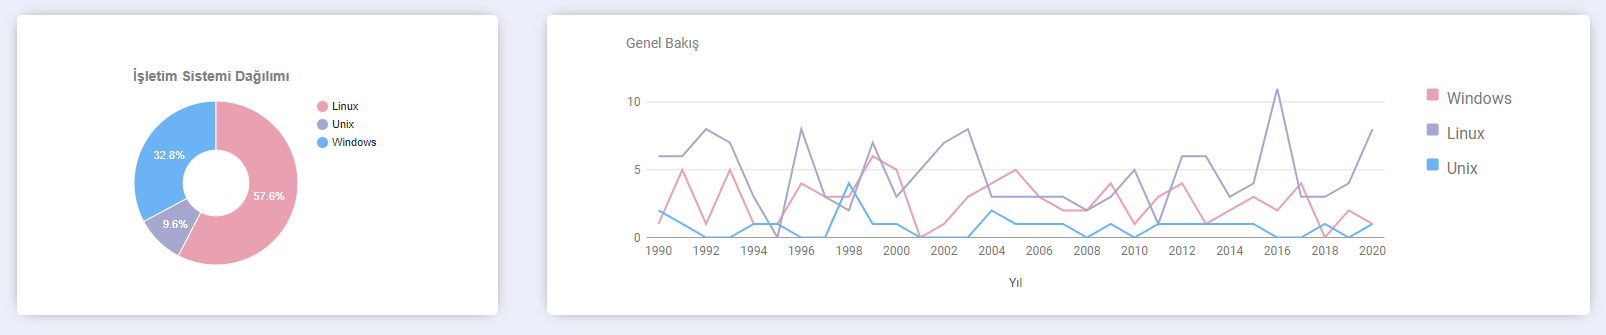 İşletim Sistemi Dağılımı
Linux
Unix
Windows
32.8%
57.6%
9.6%
Genel Bakış
10
5
0
1990 1992 1994 1996 1998 2000 2002 2004 2006 2008 2010 2012 2014 2016 2018 2020
Yıl
Windows
Linux
Unix